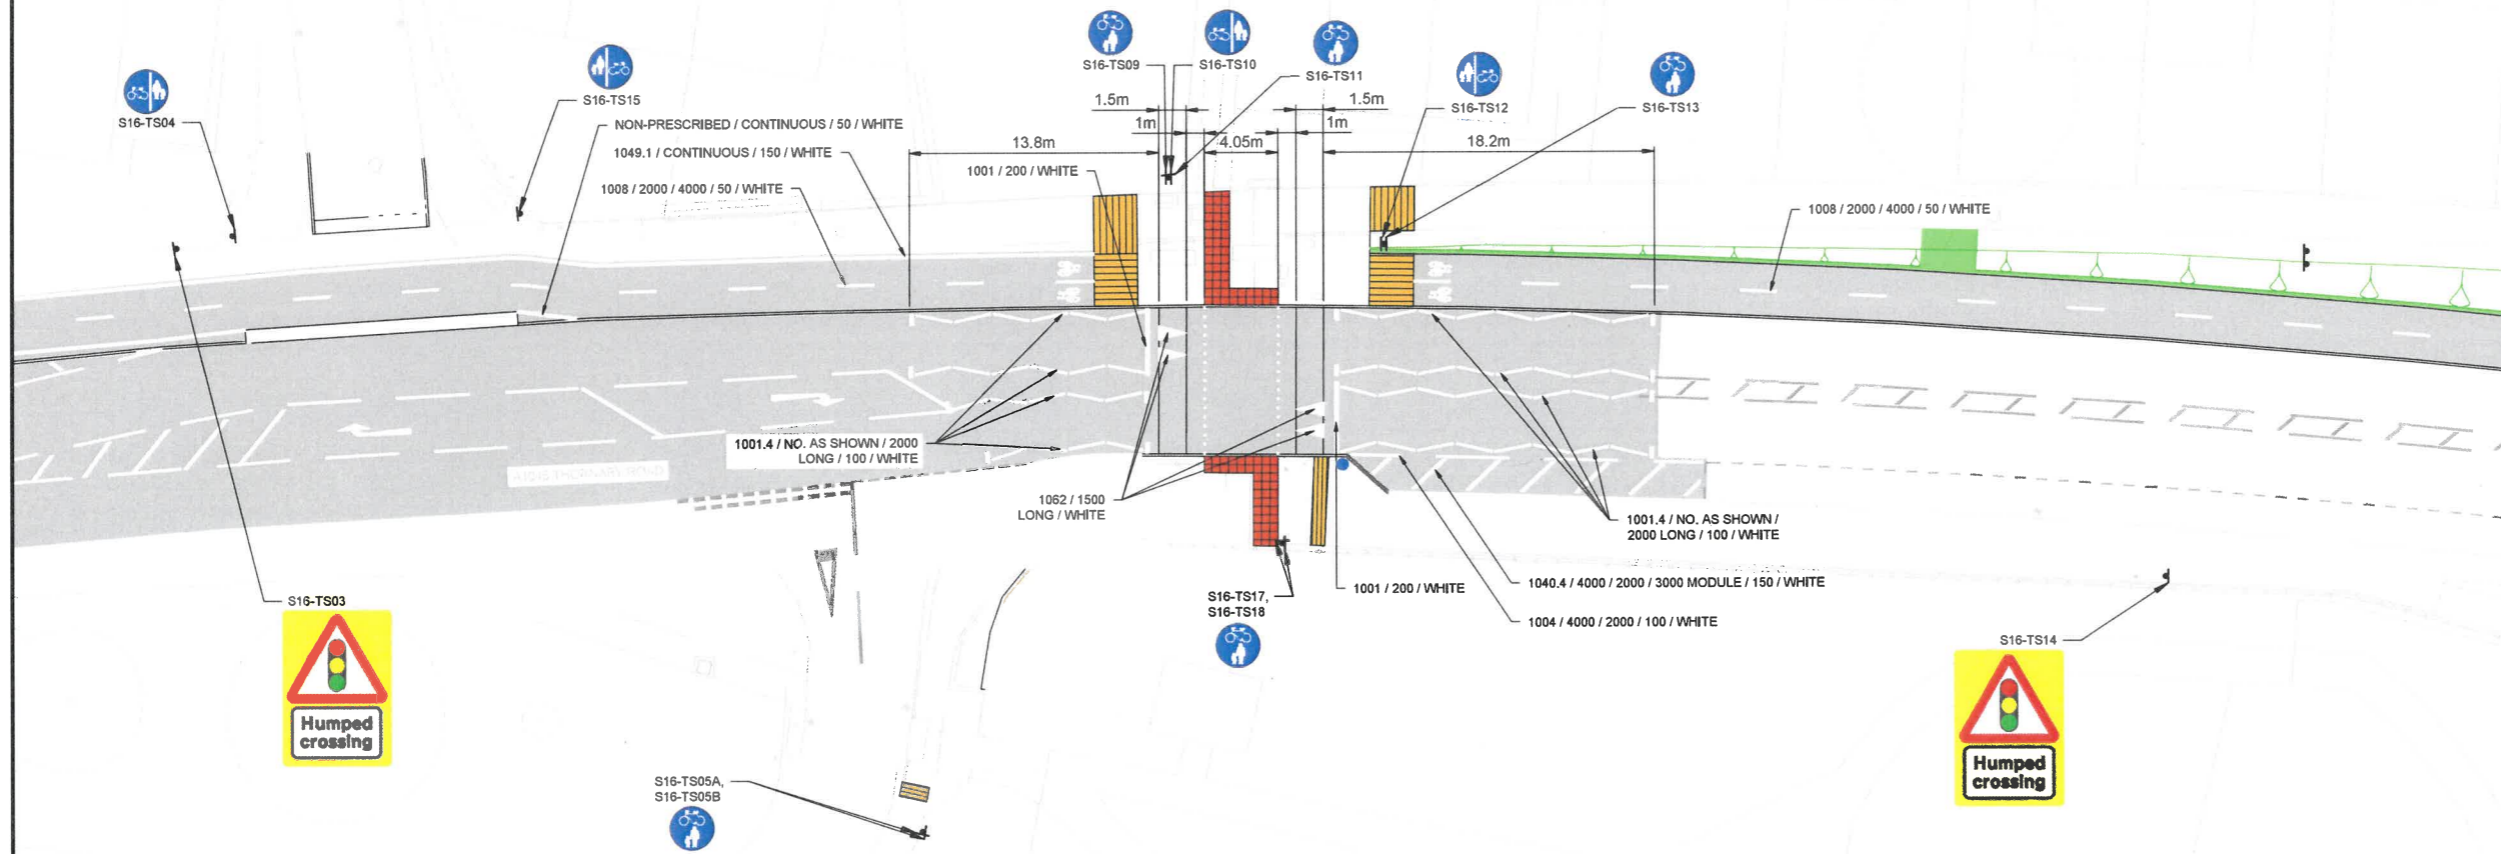 S16-TS09
S16-TS10
S16-TS11
S16-TS15
S16-TS12
S16-TS13
S16-TS04
1.5m
1.5m
NON-PRESCRIBED / CONTINUOUS / 50 / WHITE
1m
1m
13.8m
4.05m
18.2m
1049.1 / CONTINUOUS / 150 / WHITE
1001 / 200 / WHITE
1008 / 2000 / 4000 / 50 / WHITE
1008 / 2000 / 4000 / 50 / WHITE
1001.4 / NO. AS SHOWN / 2000
LONG / 100 / WHITE
1062 / 1500
LONG / WHITE
1001.4 / NO. AS SHOWN /
2000 LONG / 100 / WHITE
1040.4 / 4000 / 2000 / 3000 MODULE / 150 / WHITE
1001 / 200 / WHITE
1004 / 4000 / 2000 / 100 / WHITE
S16-TS03
Humped
crossing
S16-TS17,
S16-TS18
S16-TS14
Humped
crossing
S16-TS05A,
S16-TS05B